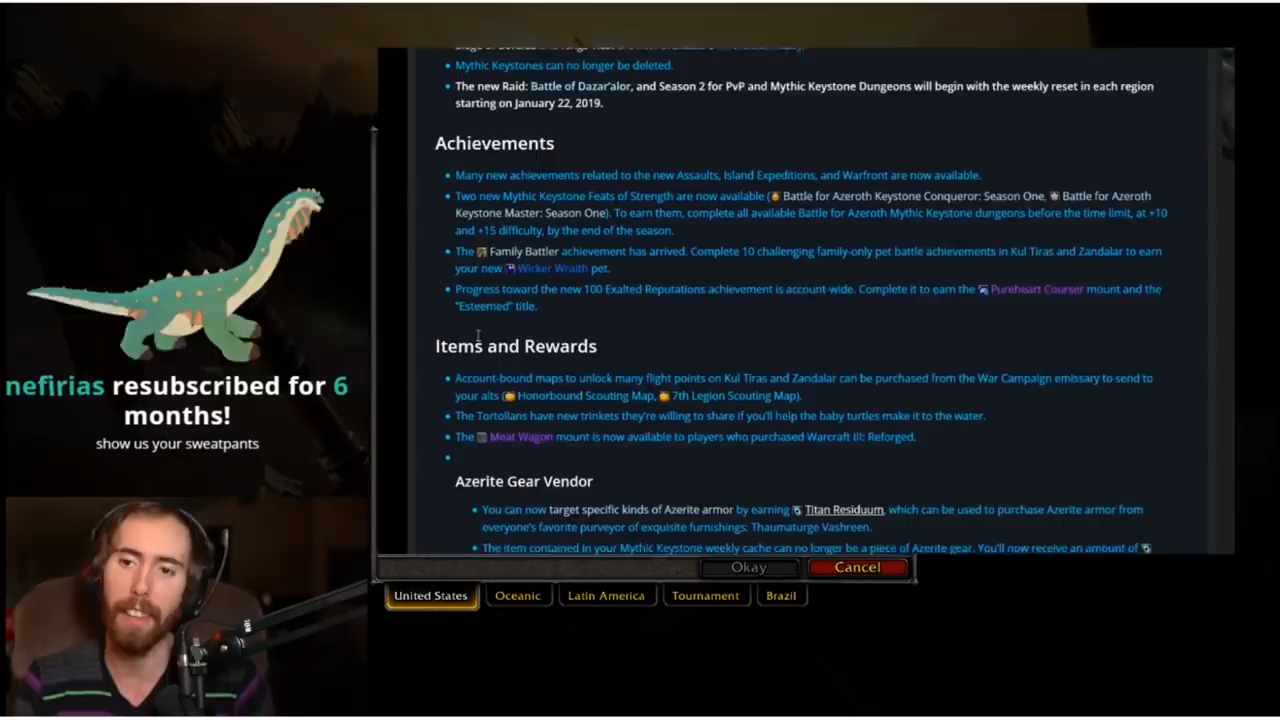 Mythic Keystones can no longer be deleted.
The new Raid: Battle of Dazar'alor, and Season 2 for PvP and Mythic Keystone Dungeons will begin with the weekly reset in each region
starting on January 22, 2019.
Achievements
Many new achievements related to the new Assaults, Island Expeditions, and Warfront are now available.
Two new Mythic Keystone Feats of Strength are now available (Battle for Azeroth Keystone Conqueror: Season One, Battle for Azeroth
Keystone Master: Season One). To earn them, complete all available Battle for Azeroth Mythic Keystone dungeons before the time limit, at +10
and +15 difficulty, by the end of the season.
The Family Battler achievement has arrived. Complete 10 challenging family-only pet battle achievements in Kul Tiras and Zandalar to earn
your new Wicker Wraith pet.
Progress toward the new 100 Exalted Reputations achievement is account-wide. Complete it to earn the Pureheart Courser mount and the
"Esteemed" title.
Items and Rewards
Account-bound maps to unlock many flight points on Kul Tiras and Zandalar can be purchased from the War Campaign emissary to send to
your alts (Honorbound Scouting Map, 7th Legion Scouting Map).
The Tortollans have new trinkets they're willing to share if you'll help the baby turtles make it to the water.
The Meat Wagon mount is now available to players who purchased Warcraft III: Reforged.
Azerite Gear Vendor
You can now target specific kinds of Azerite armor by earning Titan Residuum, which can be used to purchase Azerite armor from
everyone's favorite purveyor of exquisite furnishings: Thaumaturge Vashreen.
The item contained in your Mythic Keystone weekly cache can no longer be a piece of Azerite gear. You'll now receive an amount of
Okay
Cancel
United States
Oceanic
Latin America
Tournament
Brazil
nefirias resubscribed for 6
months!
show us your sweatpants